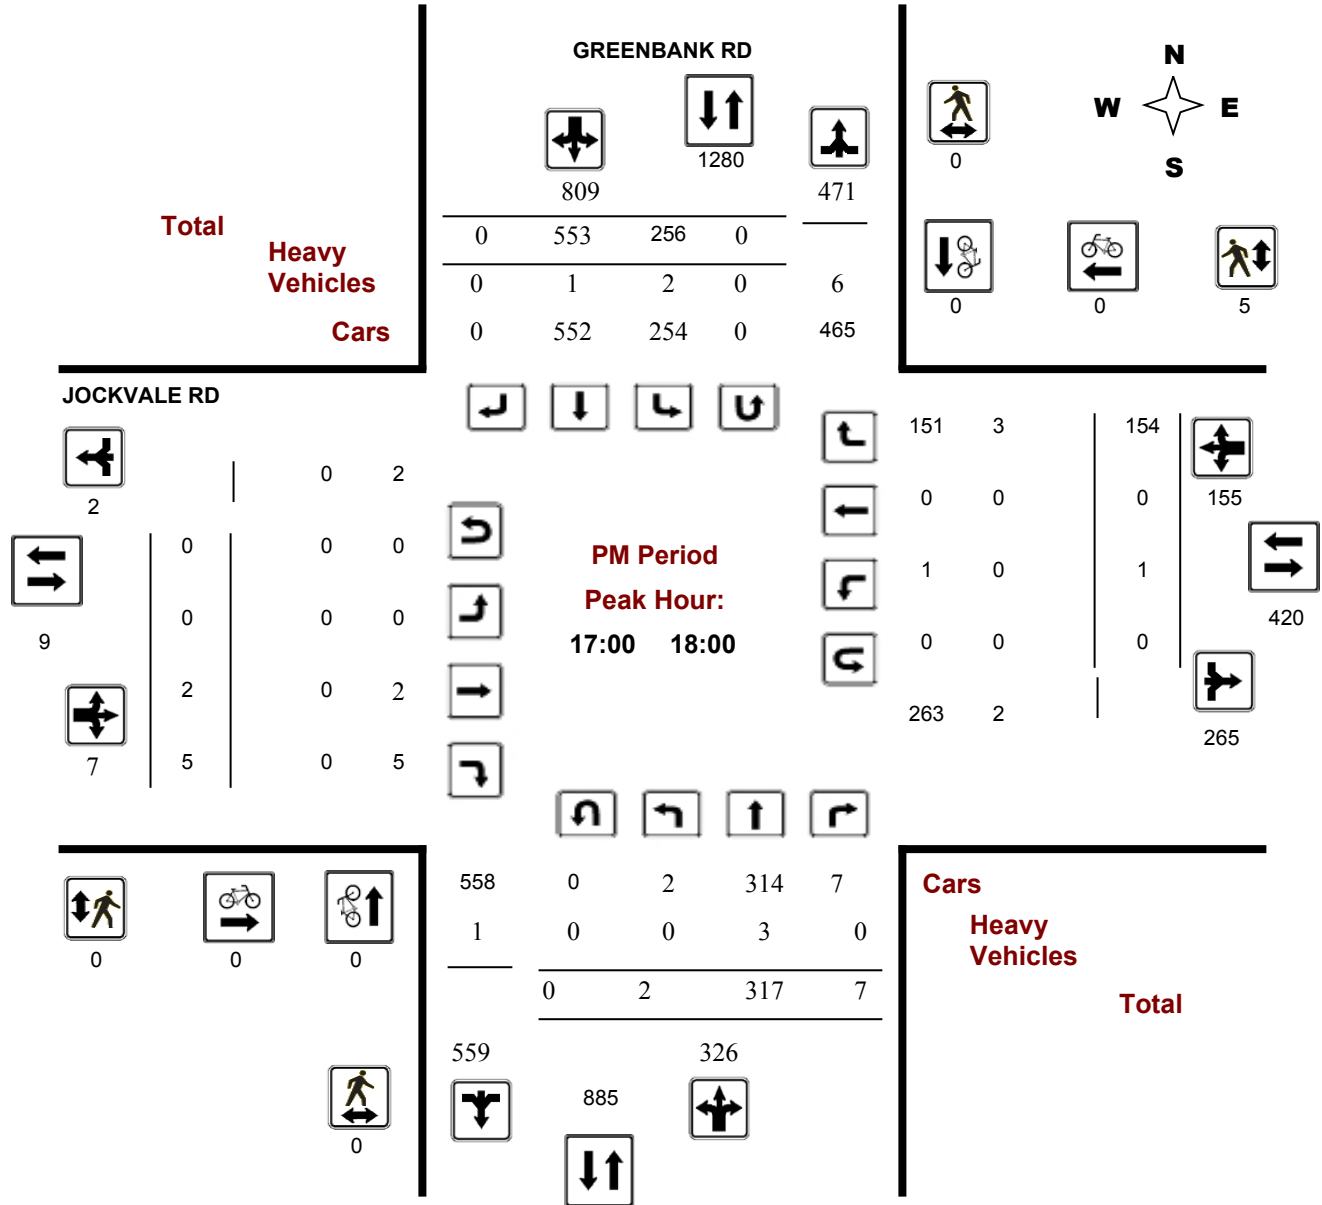 GREENBANK RD
N
W E
S
1280
0
809 471
Total
0 553 256 0
Heavy
Vehicles
0 1 2 0 6
Cars
0 552 254 0 465
0 0 5
JOCKVALE RD
151 3 154
0 2
2
0 0 0 155
0 0 0
PM Period
1 0 1
Peak Hour:
0 0 0
9
420
17:00 18:00
0 0 0
2 0 2
263 2
265
7 5 0 5
558 0 2 314 7
Cars
1 0 0 3 0
Heavy
Vehicles
0 0 0
0 2 317 7
Total
559 326
885
0